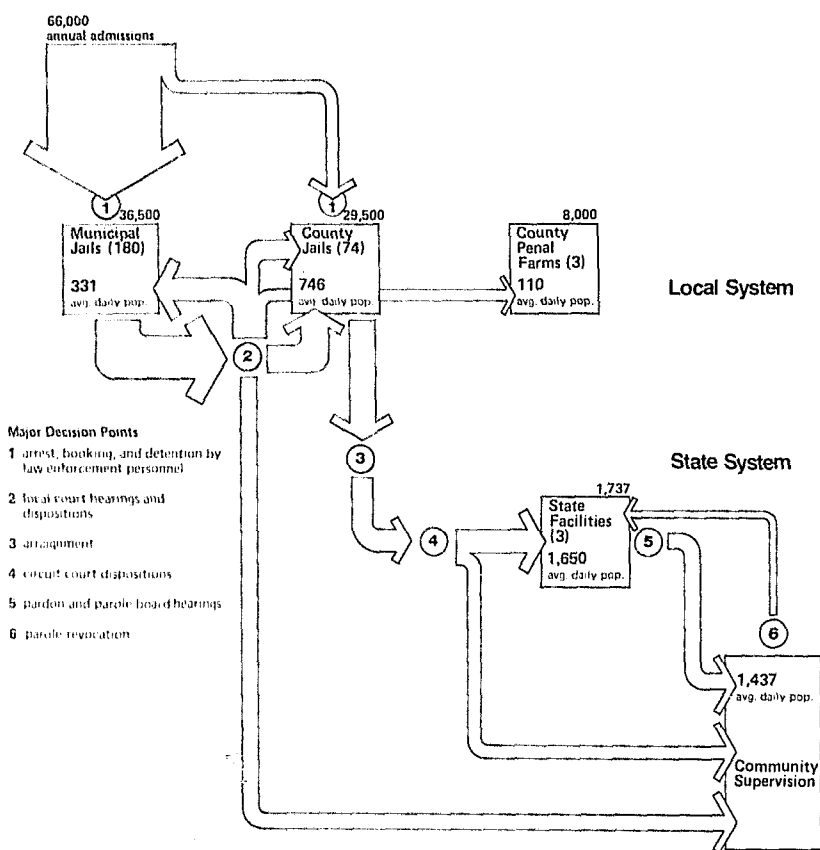 66,000
annual admissions
1
36,500
Municipal
Jails (180)
331
avg. daily pop.
1
29,500
County
Jails (74)
746
avg. daily pop.
8,000
County
Penal
Farms (3)
110
avg. daily pop.
Local System
2
Major Decision Points
1 arrest, booking, and detention by
law enforcement personnel
2 local court hearings and
dispositions
3 arraignment
4 circuit court dispositions
5 pardon and parole board hearings
6 parole revocation
3
State System
4
1,737
State
Facilities
(3)
1,650
avg. daily pop.
5
6
1,437
avg. daily pop.
Community
Supervision